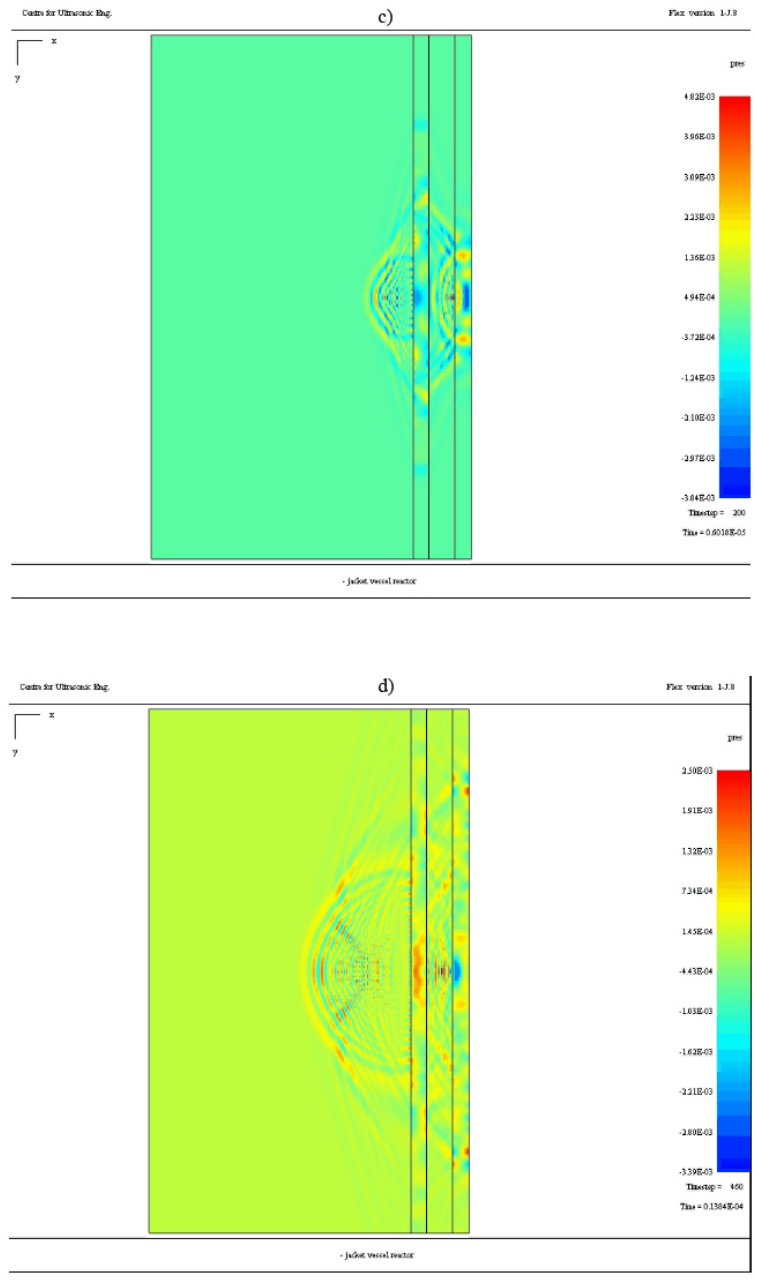 Centre for Ultrasonic Eng. c) Flex version 1-J.8
x
y
pres
4.82E-03
3.96E-03
3.09E-03
2.23E-03
1.36E-03
4.94E-04
-3.72E-04
-1.24E-03
-2.10E-03
-2.97E-03
-3.84E-03
Timestep = 200
Time = 0.6018E-05
- jacket vessel reactor
Centre for Ultrasonic Eng. d) Flex version 1-J.8
x
y
pres
2.50E-03
1.91E-03
1.32E-03
7.34E-04
1.45E-04
-4.43E-04
-1.03E-03
-1.62E-03
-2.21E-03
-2.80E-03
-3.39E-03
Timestep = 460
Time = 0.1384E-04
- jacket vessel reactor